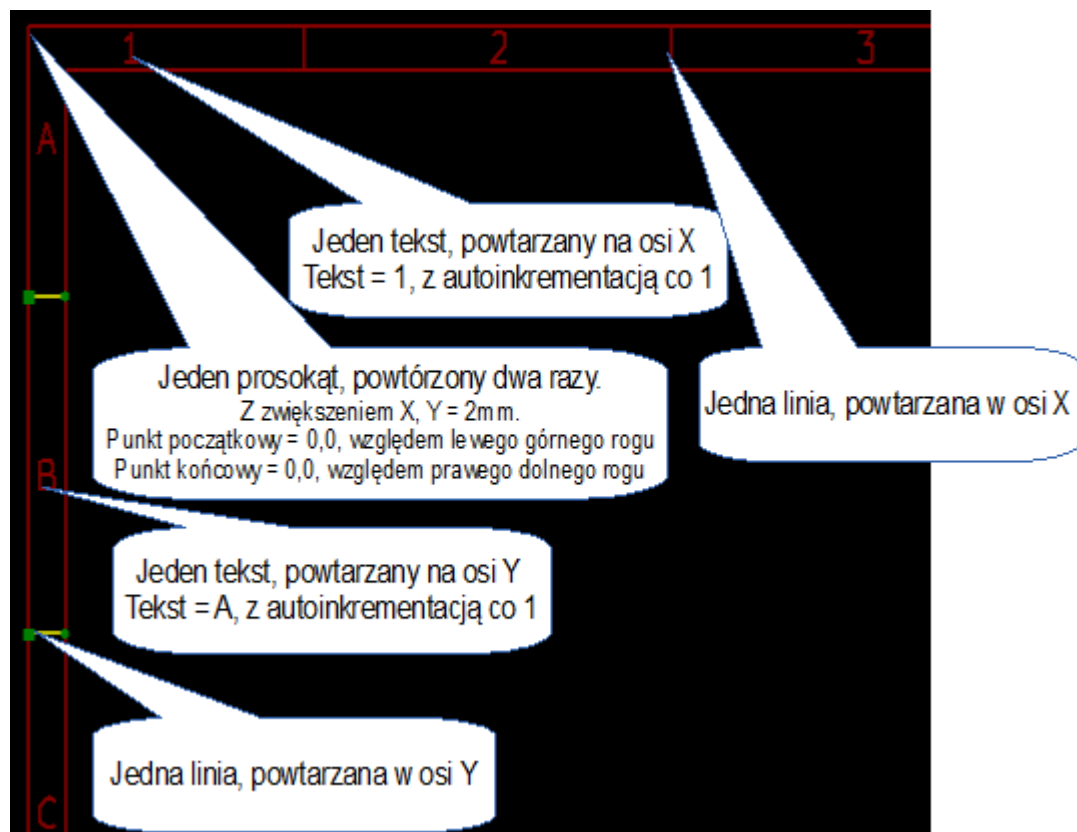 1 2 3
A
Jeden tekst, powtarzany na osi X
Tekst = 1, z autoinkrementacją co 1
Jeden prosokąt, powtórzony dwa razy.
Z zwiększeniem X, Y = 2mm.
Punkt początkowy = 0,0, względem lewego górnego rogu
Punkt końcowy = 0,0, względem prawego dolnego rogu
Jedna linia, powtarzana w osi X
B
Jeden tekst, powtarzany na osi Y
Tekst = A, z autoinkrementacją co 1
Jedna linia, powtarzana w osi Y
C